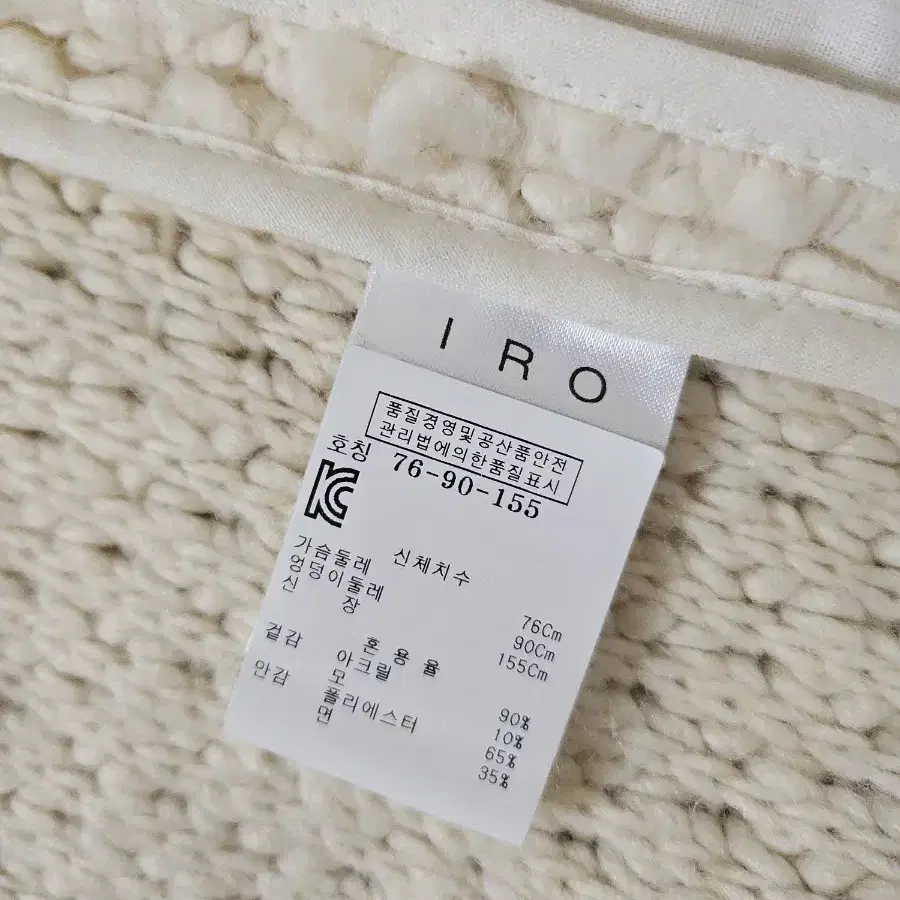 IRO
품질경영및공산품안전
관리법에의한품질표시
호칭 76-90-155
신체치수
가슴둘레 76Cm
엉덩이둘레 90Cm
신 장 155Cm
혼 용 율
겉감 아크릴 90%
모 10%
안감 폴리에스터 65%
면 35%